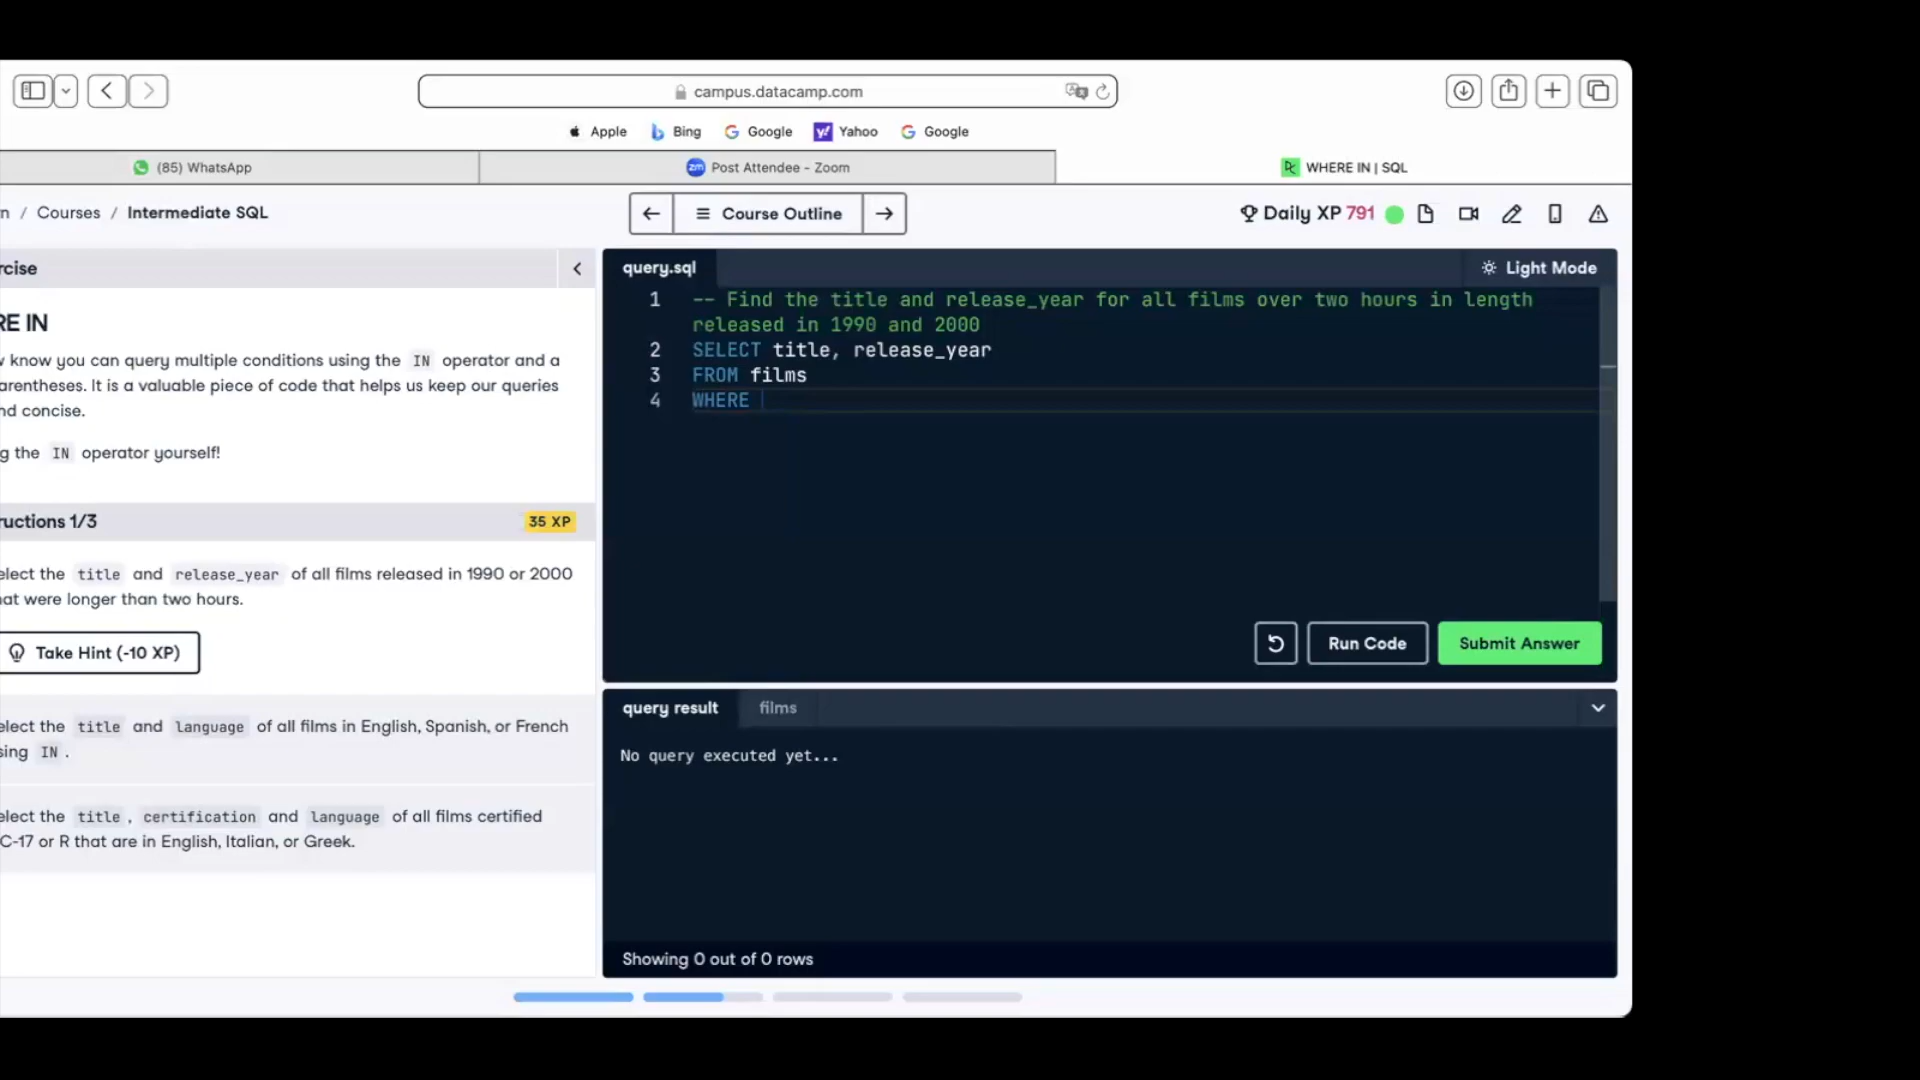 campus.datacamp.com
Apple Bing Google Yahoo Google
(85) WhatsApp
Post Attendee - Zoom
WHERE IN | SQL
n / Courses / Intermediate SQL
Course Outline
Daily XP 791
rcise
RE IN
w know you can query multiple conditions using the IN operator and a
arentheses. It is a valuable piece of code that helps us keep our queries
nd concise.
g the IN operator yourself!
ructions 1/3
35 XP
elect the title and release_year of all films released in 1990 or 2000
hat were longer than two hours.
Take Hint (-10 XP)
elect the title and language of all films in English, Spanish, or French
sing IN .
elect the title , certification and language of all films certified
C-17 or R that are in English, Italian, or Greek.
query.sql
Light Mode
1 -- Find the title and release_year for all films over two hours in length
released in 1990 and 2000
2 SELECT title, release_year
3 FROM films
4 WHERE
Run Code
Submit Answer
query result
films
No query executed yet...
Showing 0 out of 0 rows